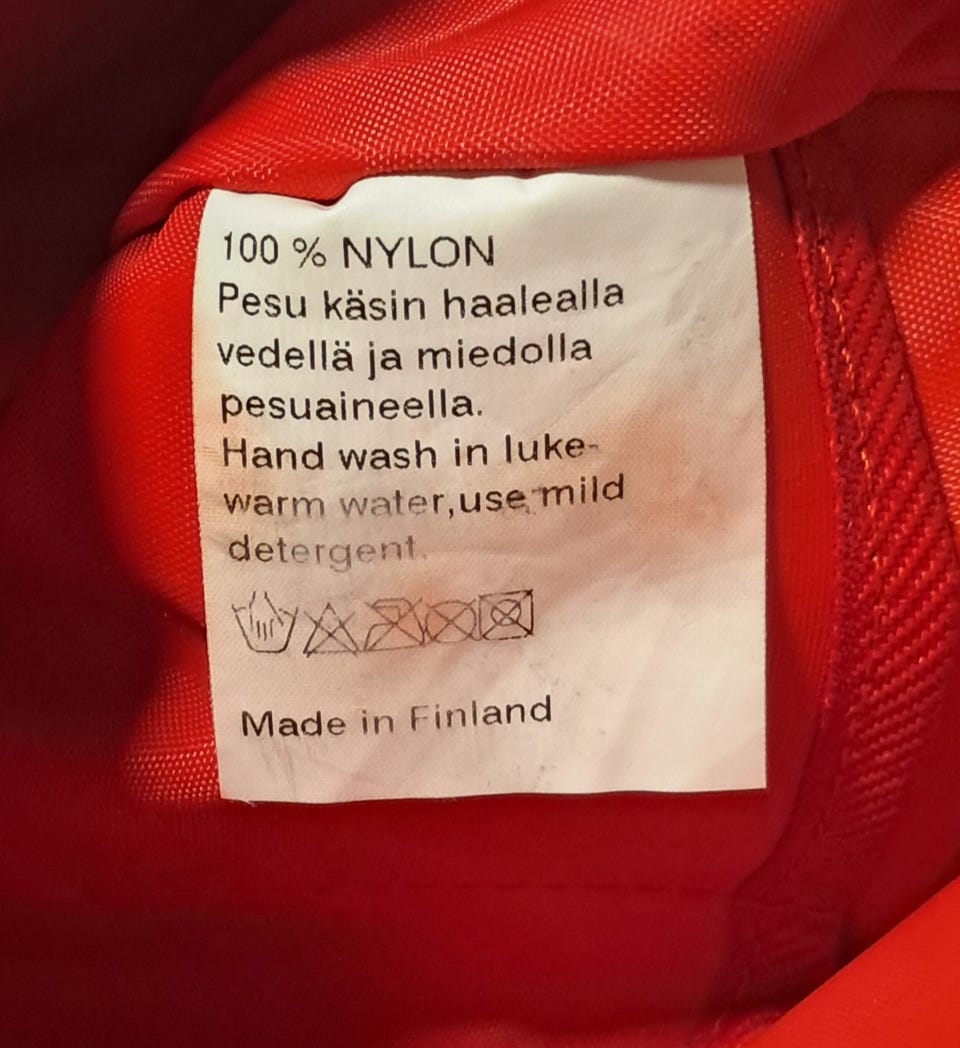 100 % NYLON
Pesu käsin haalealla
vedellä ja miedolla
pesuaineella.
Hand wash in luke-
warm water,use mild
detergent.
Made in Finland